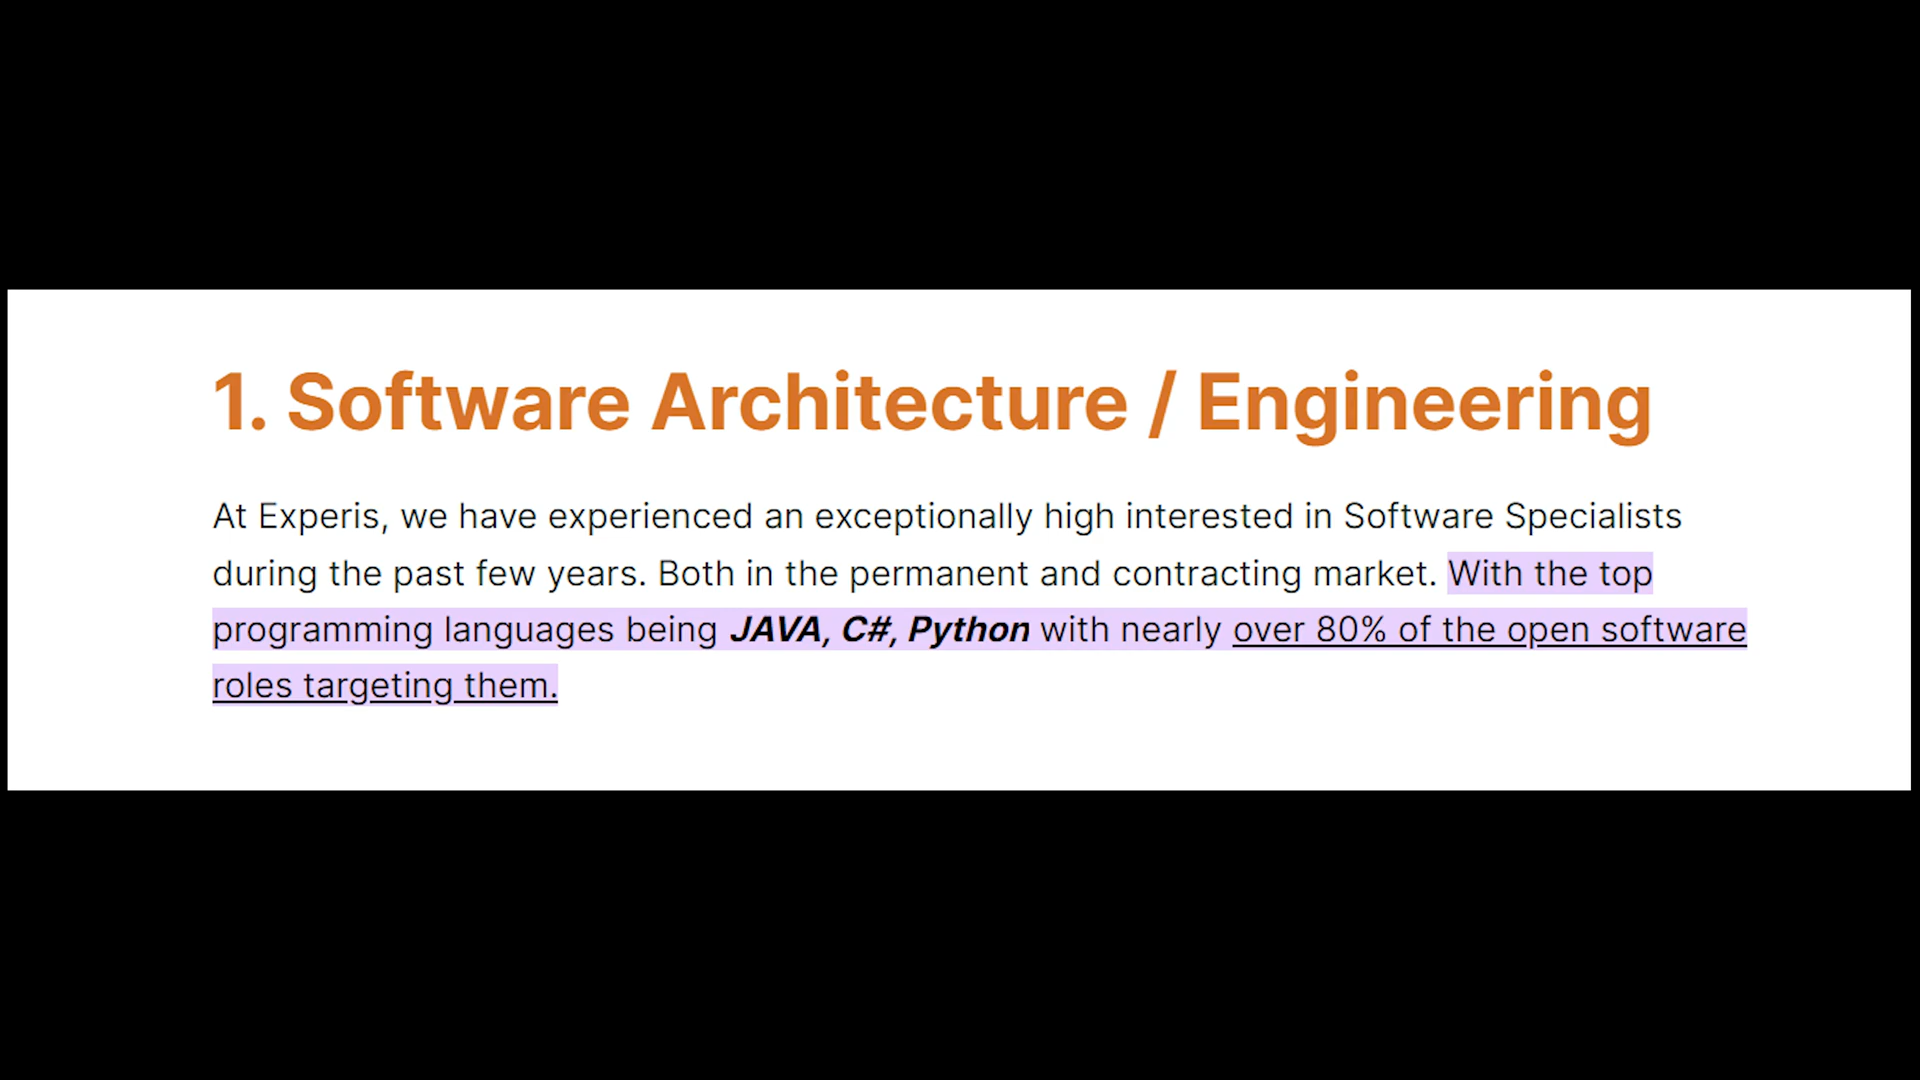 1. Software Architecture / Engineering
At Experis, we have experienced an exceptionally high interested in Software Specialists
during the past few years. Both in the permanent and contracting market. With the top
programming languages being JAVA, C#, Python with nearly over 80% of the open software
roles targeting them.